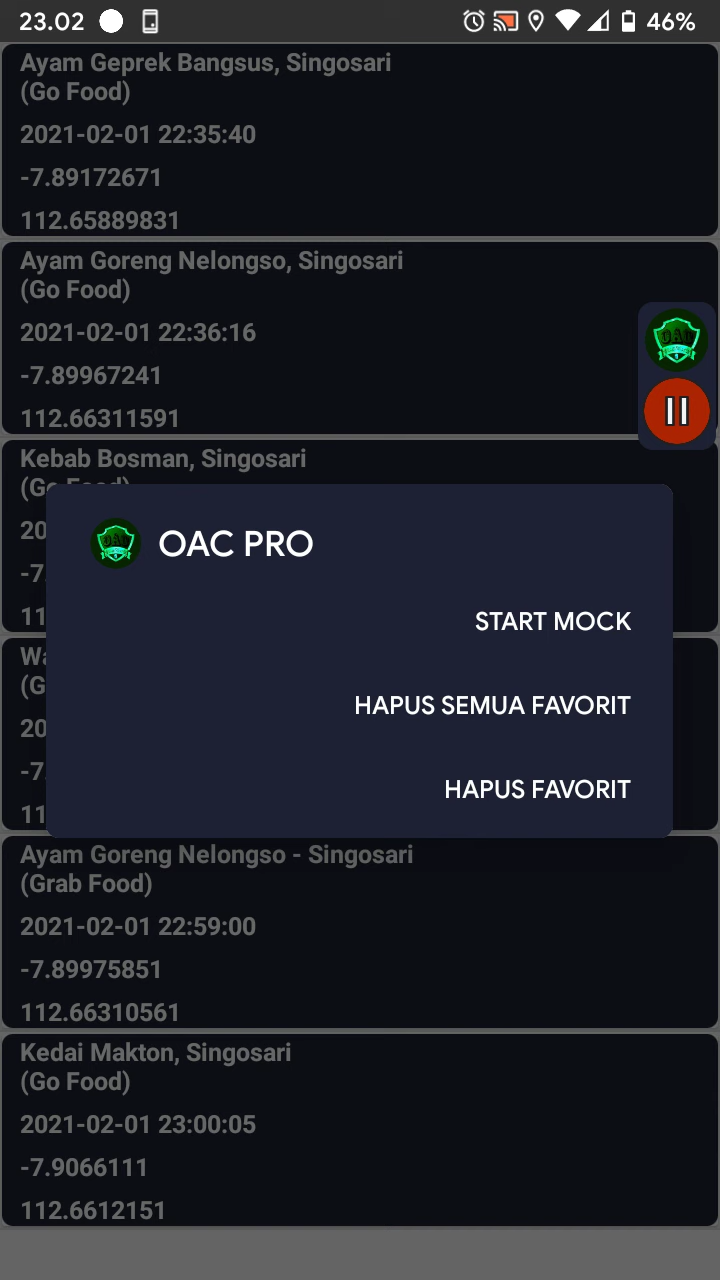 23.02
46%
Ayam Geprek Bangsus, Singosari
(Go Food)
2021-02-01 22:35:40
-7.89172671
112.65889831
Ayam Goreng Nelongso, Singosari
(Go Food)
2021-02-01 22:36:16
-7.89967241
112.66311591
Kebab Bosman, Singosari
OAC PRO
START MOCK
HAPUS SEMUA FAVORIT
HAPUS FAVORIT
Ayam Goreng Nelongso - Singosari
(Grab Food)
2021-02-01 22:59:00
-7.89975851
112.66310561
Kedai Makton, Singosari
(Go Food)
2021-02-01 23:00:05
-7.9066111
112.6612151